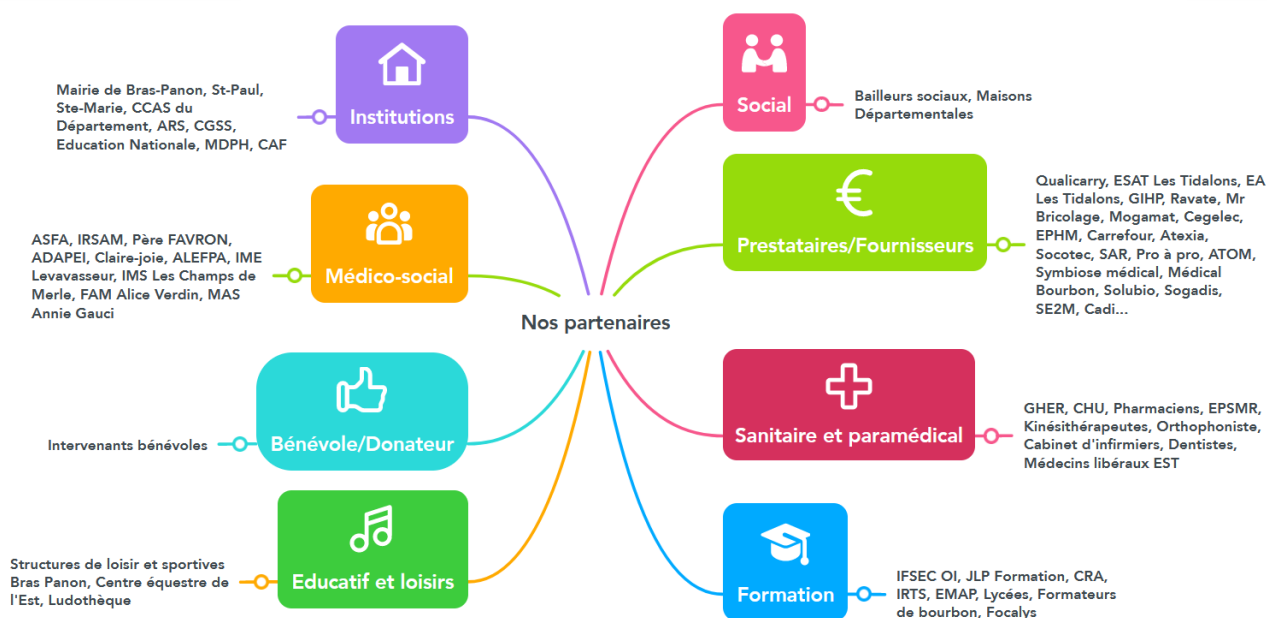 Nos partenaires
Institutions
Mairie de Bras-Panon, St-Paul,
Ste-Marie, CCAS du
Département, ARS, CGSS,
Education Nationale, MDPH, CAF
Médico-social
ASFA, IRSAM, Père FAVRON,
ADAPEI, Claire-joie, ALEFPA, IME
Levavasseur, IMS Les Champs de
Merle, FAM Alice Verdin, MAS
Annie Gauci
Bénévole/Donateur
Intervenants bénévoles
Educatif et loisirs
Structures de loisir et sportives
Bras Panon, Centre équestre de
l'Est, Ludothèque
Social
Bailleurs sociaux, Maisons
Départementales
€
Prestataires/Fournisseurs
Qualicarry, ESAT Les Tidalons, EA
Les Tidalons, GIHP, Ravate, Mr
Bricolage, Mogamat, Cegelec,
EPHM, Carrefour, Atexia,
Socotec, SAR, Pro à pro, ATOM,
Symbiose médical, Médical
Bourbon, Solubio, Sogadis,
SE2M, Cadi...
Sanitaire et paramédical
GHER, CHU, Pharmaciens, EPSMR,
Kinésithérapeutes, Orthophoniste,
Cabinet d'infirmiers, Dentistes,
Médecins libéraux EST
Formation
IFSEC OI, JLP Formation, CRA,
IRTS, EMAP, Lycées, Formateurs
de bourbon, Focalys